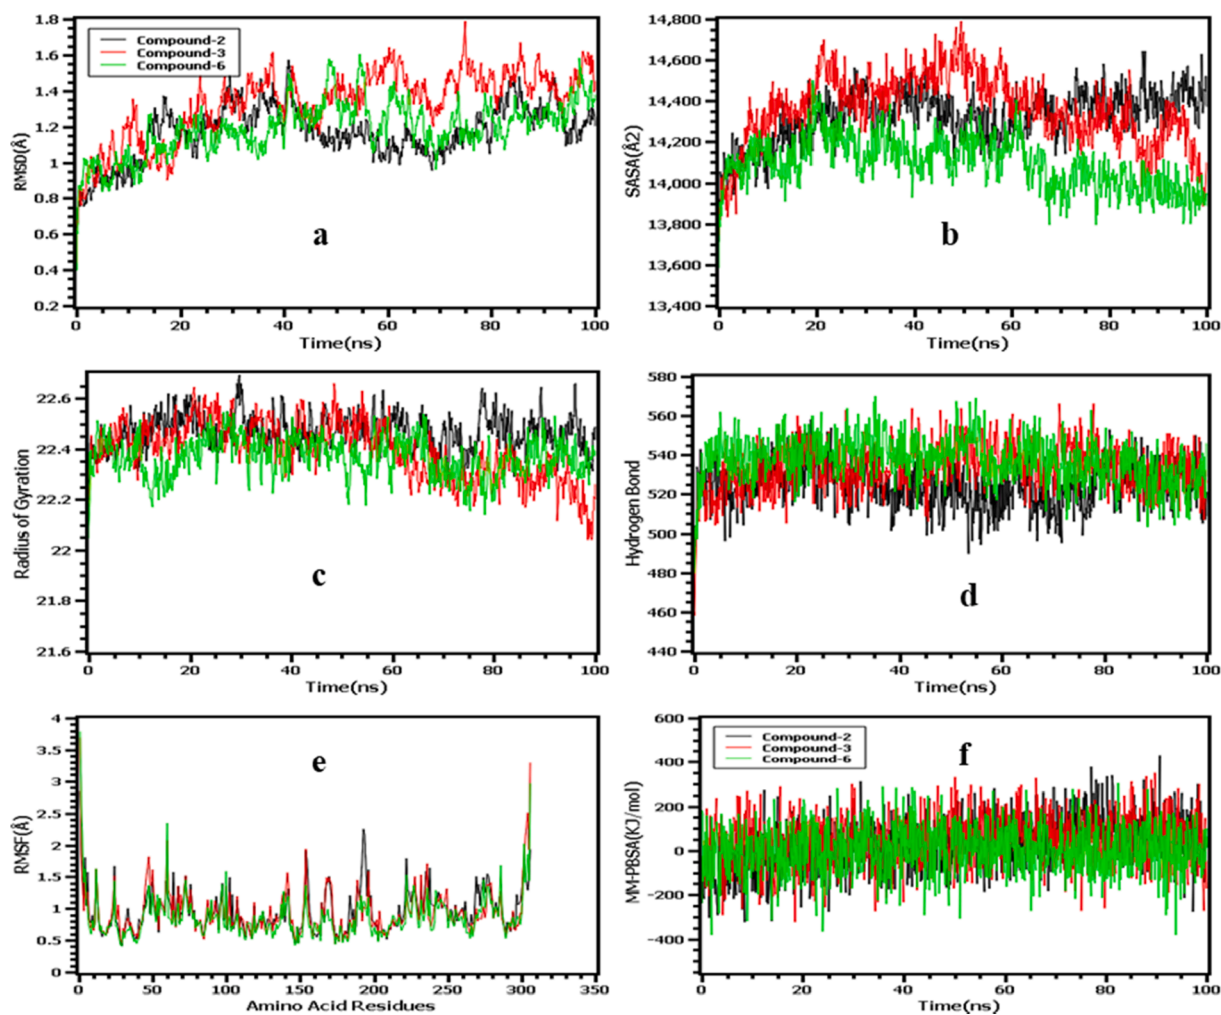 1.8
1.6
1.4
1.2
1
0.8
0.6
0.4
0.2
RMSD(Å)
Compound-2
Compound-3
Compound-6
a
0 20 40 60 80 100
Time(ns)
14,800
14,600
14,400
14,200
14,000
13,800
13,600
13,400
SASA(Å2)
b
0 20 40 60 80 100
Time(ns)
22.6
22.4
22.2
22
21.8
21.6
Radius of Gyration
c
0 20 40 60 80 100
Time(ns)
580
560
540
520
500
480
460
440
Hydrogen Bond
d
0 20 40 60 80 100
Time(ns)
4
3.5
3
2.5
2
1.5
1
0.5
0
RMSF(Å)
e
0 50 100 150 200 250 300 350
Amino Acid Residues
600
400
200
0
-200
-400
MM-PBSA(KJ/mol)
Compound-2
Compound-3
Compound-6
f
0 20 40 60 80 100
Time(ns)